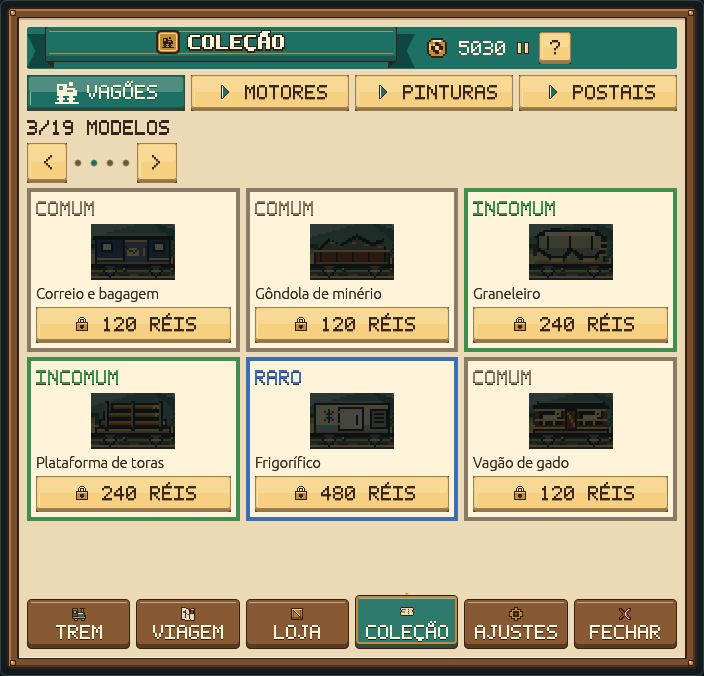 COLEÇÃO
5030
?
VAGÕES
MOTORES
PINTURAS
POSTAIS
3/19 MODELOS
COMUM
Correio e bagagem
120 RÉIS
COMUM
Gôndola de minério
120 RÉIS
INCOMUM
Graneleiro
240 RÉIS
INCOMUM
Plataforma de toras
240 RÉIS
RARO
Frigorífico
480 RÉIS
COMUM
Vagão de gado
120 RÉIS
TREM
VIAGEM
LOJA
COLEÇÃO
AJUSTES
FECHAR